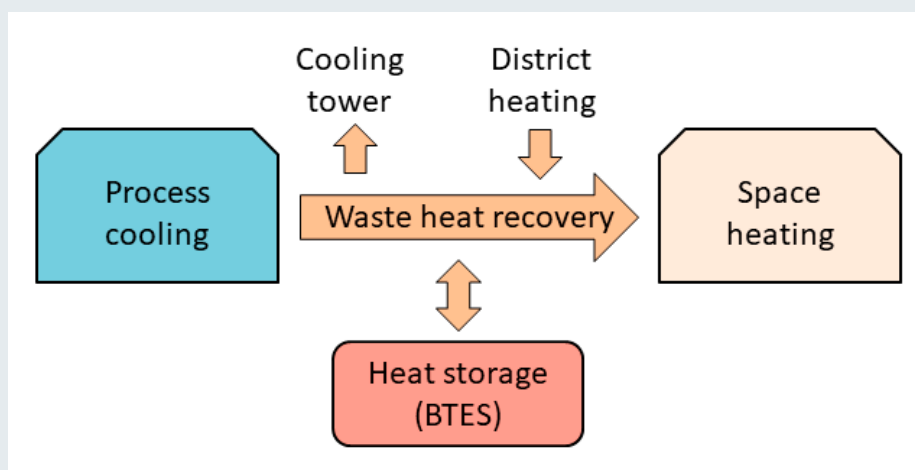 Cooling
tower
District
heating
Process
cooling
Waste heat recovery
Space
heating
Heat storage
(BTES)